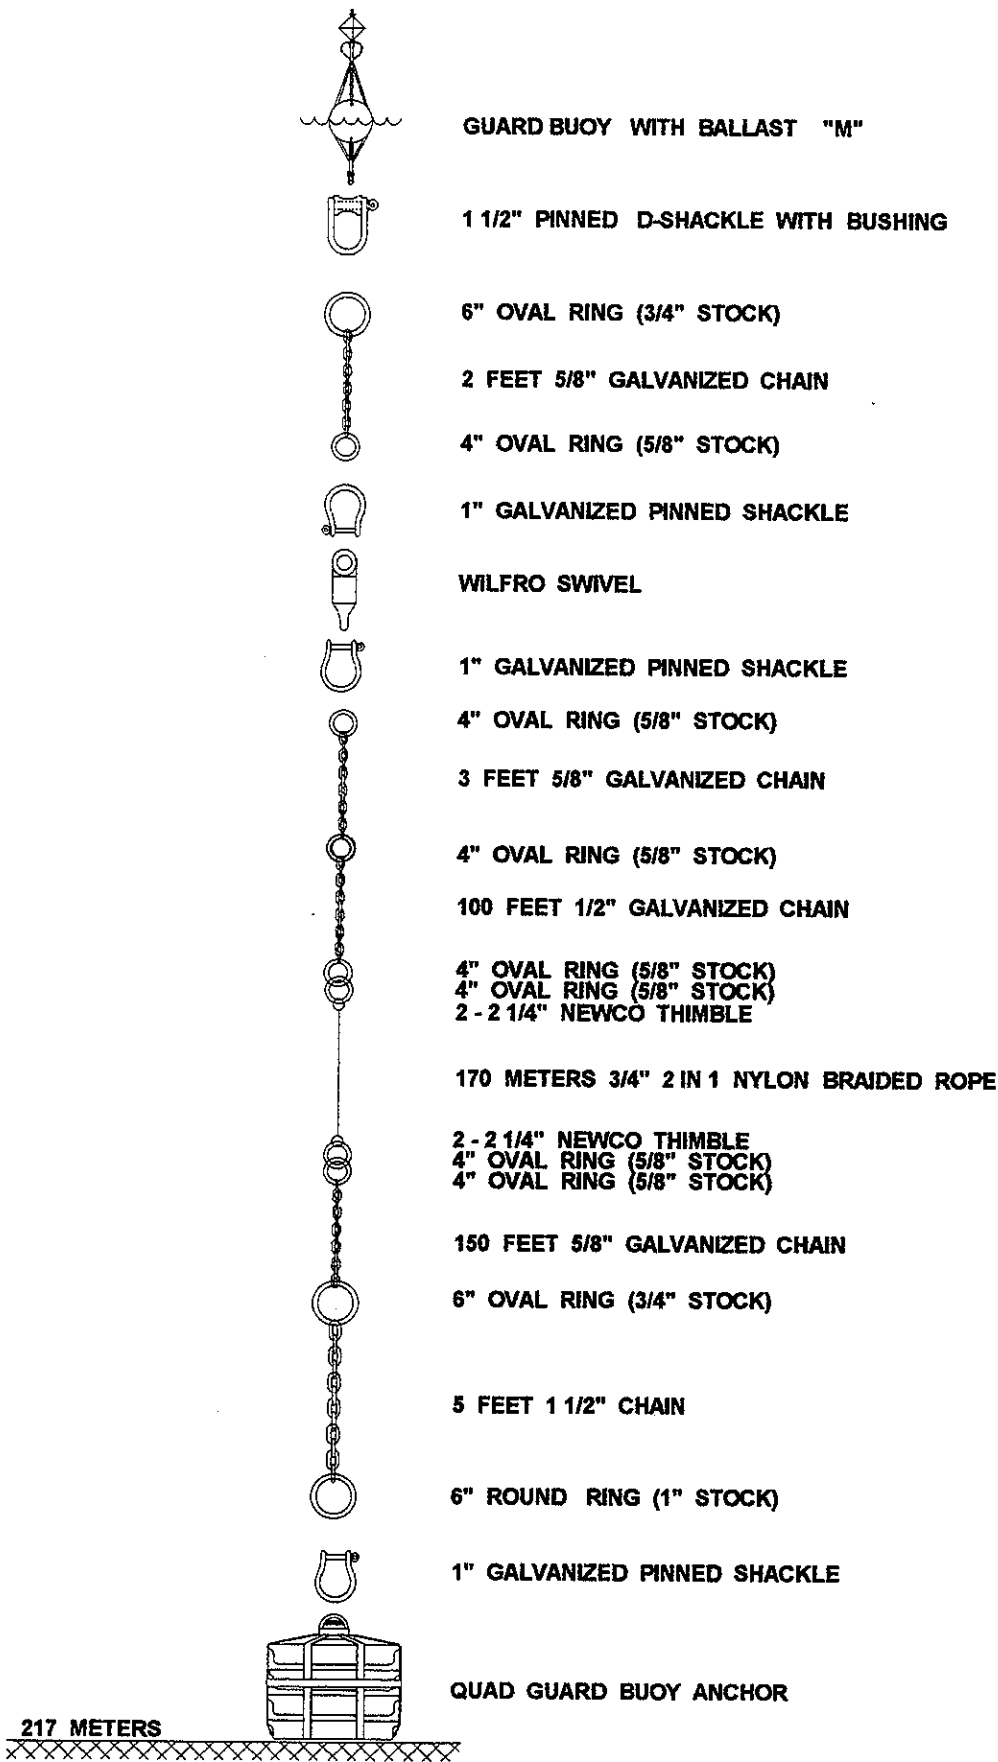 GUARD BUOY WITH BALLAST "M"
1 1/2" PINNED D-SHACKLE WITH BUSHING
6" OVAL RING (3/4" STOCK)
2 FEET 5/8" GALVANIZED CHAIN
4" OVAL RING (5/8" STOCK)
1" GALVANIZED PINNED SHACKLE
WILFRO SWIVEL
1" GALVANIZED PINNED SHACKLE
4" OVAL RING (5/8" STOCK)
3 FEET 5/8" GALVANIZED CHAIN
4" OVAL RING (5/8" STOCK)
100 FEET 1/2" GALVANIZED CHAIN
4" OVAL RING (5/8" STOCK)
4" OVAL RING (5/8" STOCK)
2 - 2 1/4" NEWCO THIMBLE
170 METERS 3/4" 2 IN 1 NYLON BRAIDED ROPE
2 - 2 1/4" NEWCO THIMBLE
4" OVAL RING (5/8" STOCK)
4" OVAL RING (5/8" STOCK)
150 FEET 5/8" GALVANIZED CHAIN
6" OVAL RING (3/4" STOCK)
5 FEET 1 1/2" CHAIN
6" ROUND RING (1" STOCK)
1" GALVANIZED PINNED SHACKLE
QUAD GUARD BUOY ANCHOR
217 METERS